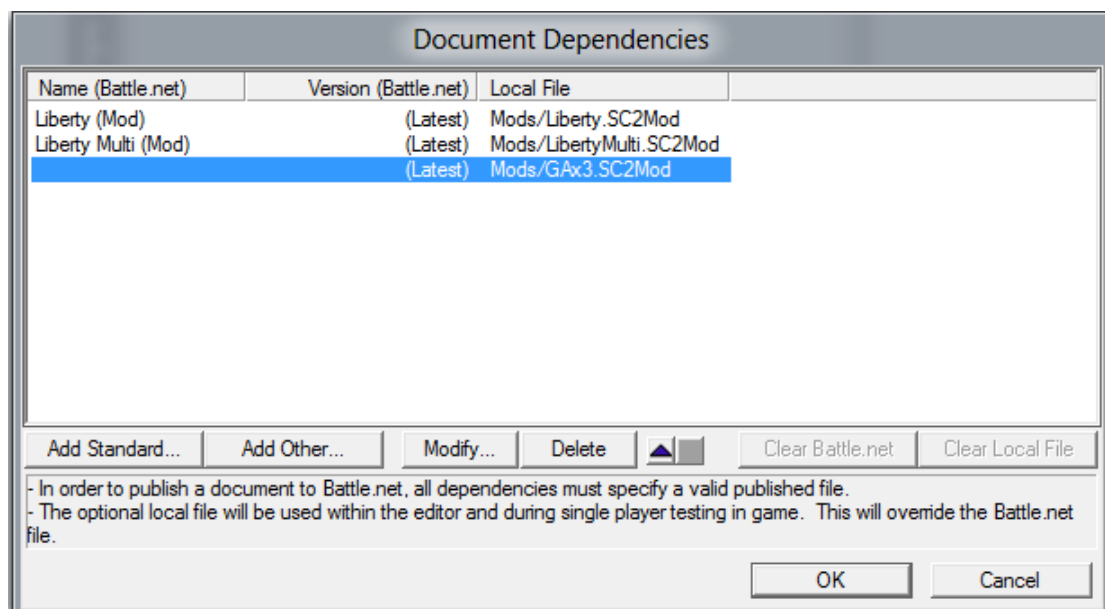 Document Dependencies
Name (Battle.net) Version (Battle.net) Local File
Liberty (Mod) (Latest) Mods/Liberty.SC2Mod
Liberty Multi (Mod) (Latest) Mods/LibertyMulti.SC2Mod
(Latest) Mods/GAx3.SC2Mod
Add Standard... Add Other... Modify... Delete Clear Battle.net Clear Local File
- In order to publish a document to Battle.net, all dependencies must specify a valid published file.
- The optional local file will be used within the editor and during single player testing in game.  This will override the Battle.net
file.
OK Cancel